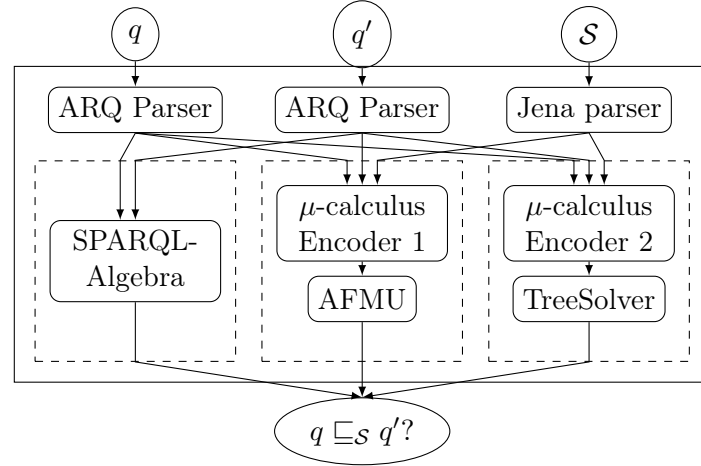 q
q′
𝒮
ARQ Parser
ARQ Parser
Jena parser
SPARQL-
Algebra
μ-calculus
Encoder 1
μ-calculus
Encoder 2
AFMU
TreeSolver
q ⊑𝒮 q′?